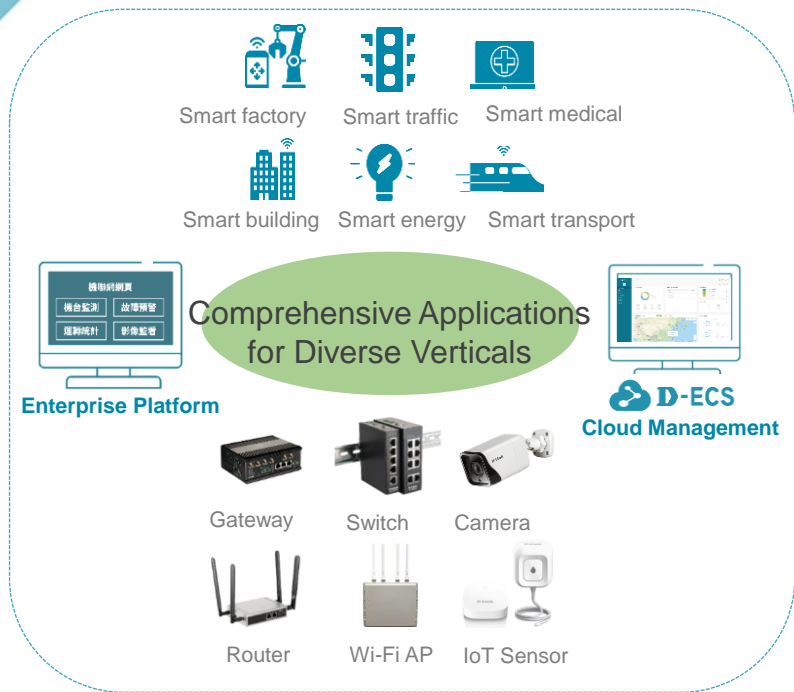 Smart factory
Smart traffic
Smart medical
Smart building
Smart energy
Smart transport
機聯網網頁
機台監測
故障預警
運轉統計
影像監看
Enterprise Platform
Comprehensive Applications
for Diverse Verticals
D-ECS
Cloud Management
Gateway
Switch
Camera
Router
Wi-Fi AP
IoT Sensor